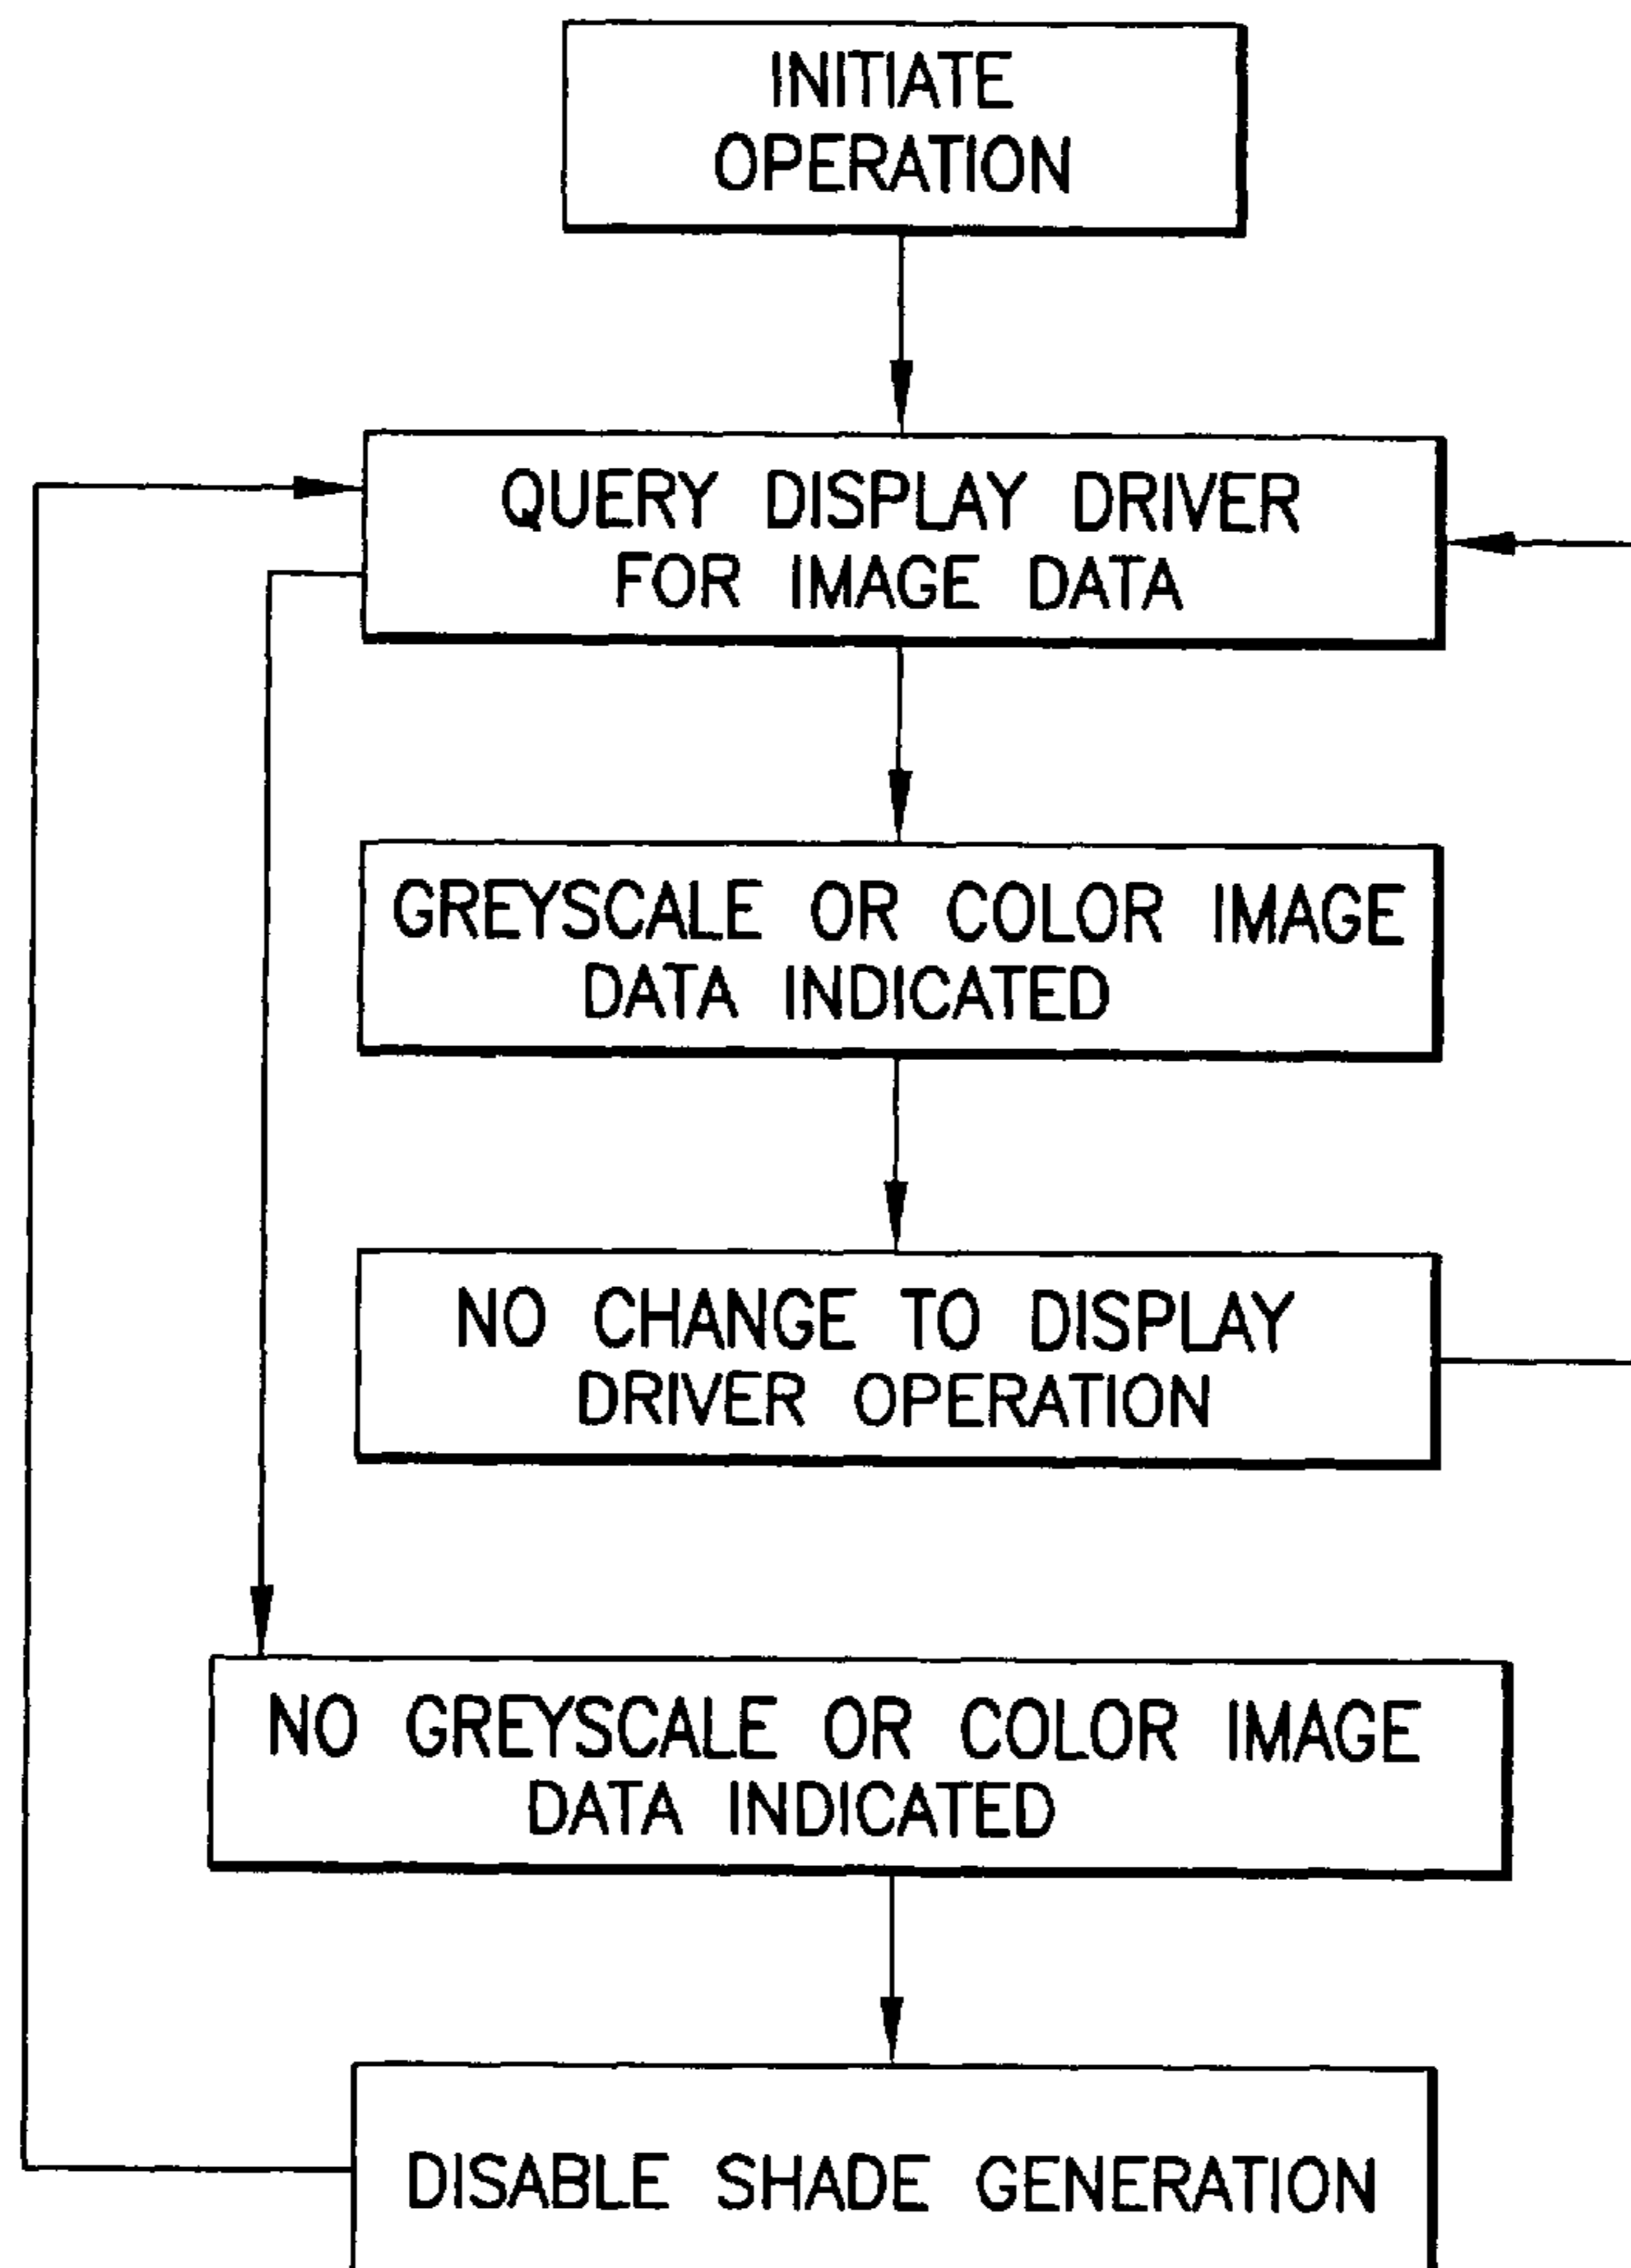 INITIATE
OPERATION
QUERY DISPLAY DRIVER
FOR IMAGE DATA
GREYSCALE OR COLOR IMAGE
DATA INDICATED
NO CHANGE TO DISPLAY
DRIVER OPERATION
NO GREYSCALE OR COLOR IMAGE
DATA INDICATED
DISABLE SHADE GENERATION